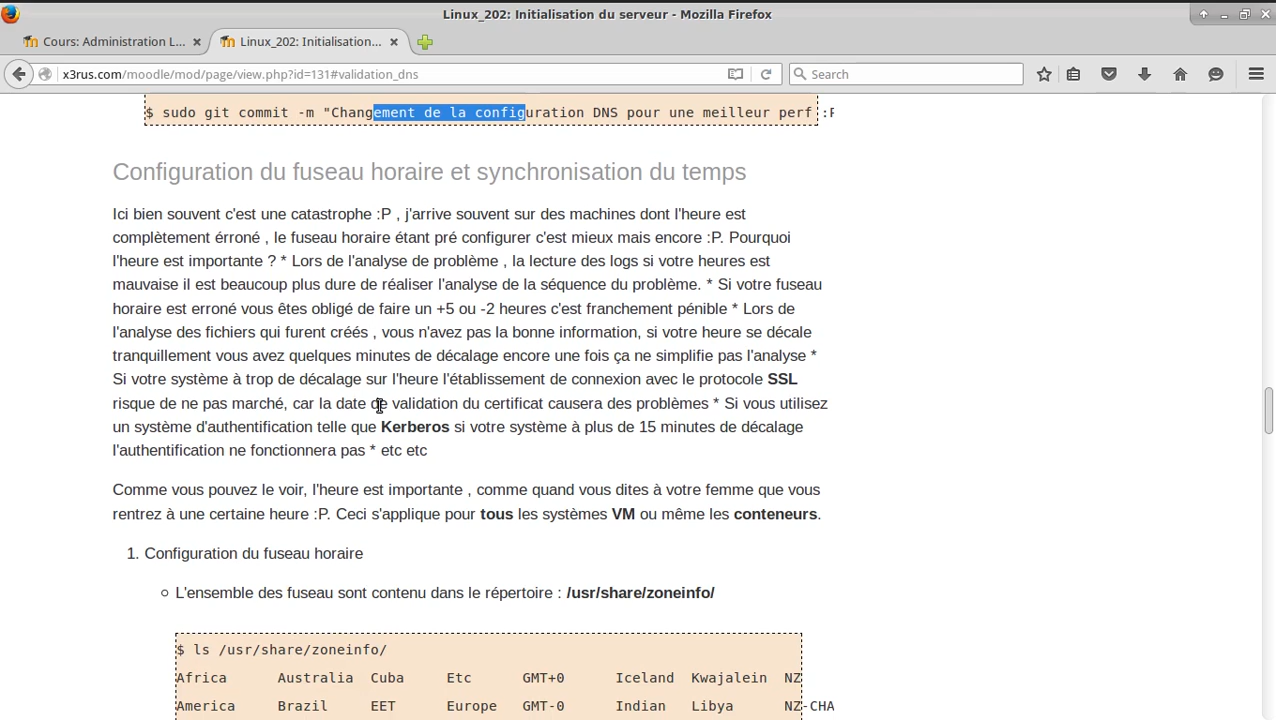 Linux_202: Initialisation du serveur - Mozilla Firefox
Cours: Administration L... × Linux_202: Initialisation... ×
x3rus.com/moodle/mod/page/view.php?id=131#validation_dns Search
$ sudo git commit -m "Changement de la configuration DNS pour une meilleur perf :P
Configuration du fuseau horaire et synchronisation du temps
Ici bien souvent c'est une catastrophe :P , j'arrive souvent sur des machines dont l'heure est
complètement érroné , le fuseau horaire étant pré configurer c'est mieux mais encore :P. Pourquoi
l'heure est importante ? * Lors de l'analyse de problème , la lecture des logs si votre heures est
mauvaise il est beaucoup plus dure de réaliser l'analyse de la séquence du problème. * Si votre fuseau
horaire est erroné vous êtes obligé de faire un +5 ou -2 heures c'est franchement pénible * Lors de
l'analyse des fichiers qui furent créés , vous n'avez pas la bonne information, si votre heure se décale
tranquillement vous avez quelques minutes de décalage encore une fois ça ne simplifie pas l'analyse *
Si votre système à trop de décalage sur l'heure l'établissement de connexion avec le protocole SSL
risque de ne pas marché, car la date de validation du certificat causera des problèmes * Si vous utilisez
un système d'authentification telle que Kerberos si votre système à plus de 15 minutes de décalage
l'authentification ne fonctionnera pas * etc etc
Comme vous pouvez le voir, l'heure est importante , comme quand vous dites à votre femme que vous
rentrez à une certaine heure :P. Ceci s'applique pour tous les systèmes VM ou même les conteneurs.
1. Configuration du fuseau horaire
L'ensemble des fuseau sont contenu dans le répertoire : /usr/share/zoneinfo/
$ ls /usr/share/zoneinfo/
Africa Australia Cuba Etc GMT+0 Iceland Kwajalein NZ
America Brazil EET Europe GMT-0 Indian Libya NZ-CHA